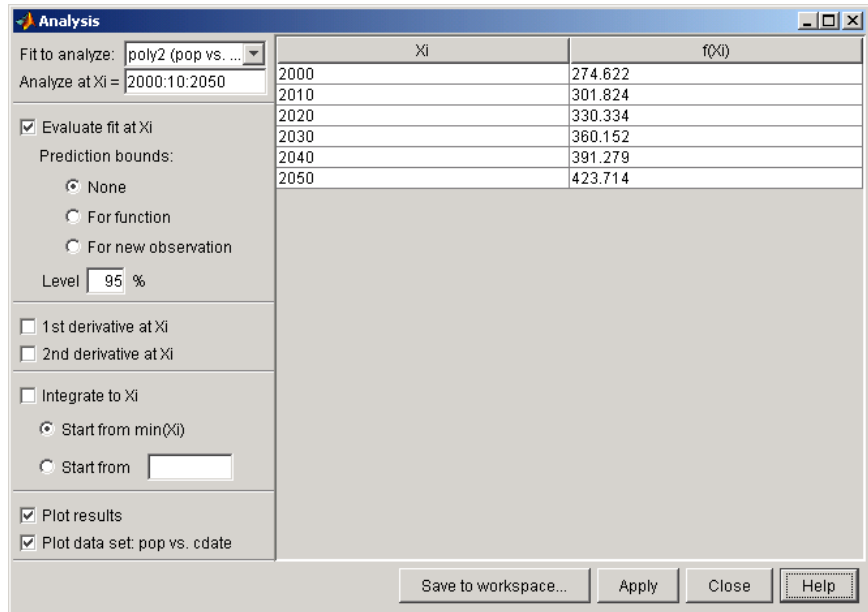 Analysis
Fit to analyze: poly2 (pop vs. ...
Analyze at Xi = 2000:10:2050
Evaluate fit at Xi
Prediction bounds:
None
For function
For new observation
Level 95 %
1st derivative at Xi
2nd derivative at Xi
Integrate to Xi
Start from min(Xi)
Start from
Plot results
Plot data set: pop vs. cdate
Xi f(Xi)
2000 274.622
2010 301.824
2020 330.334
2030 360.152
2040 391.279
2050 423.714
Save to workspace... Apply Close Help